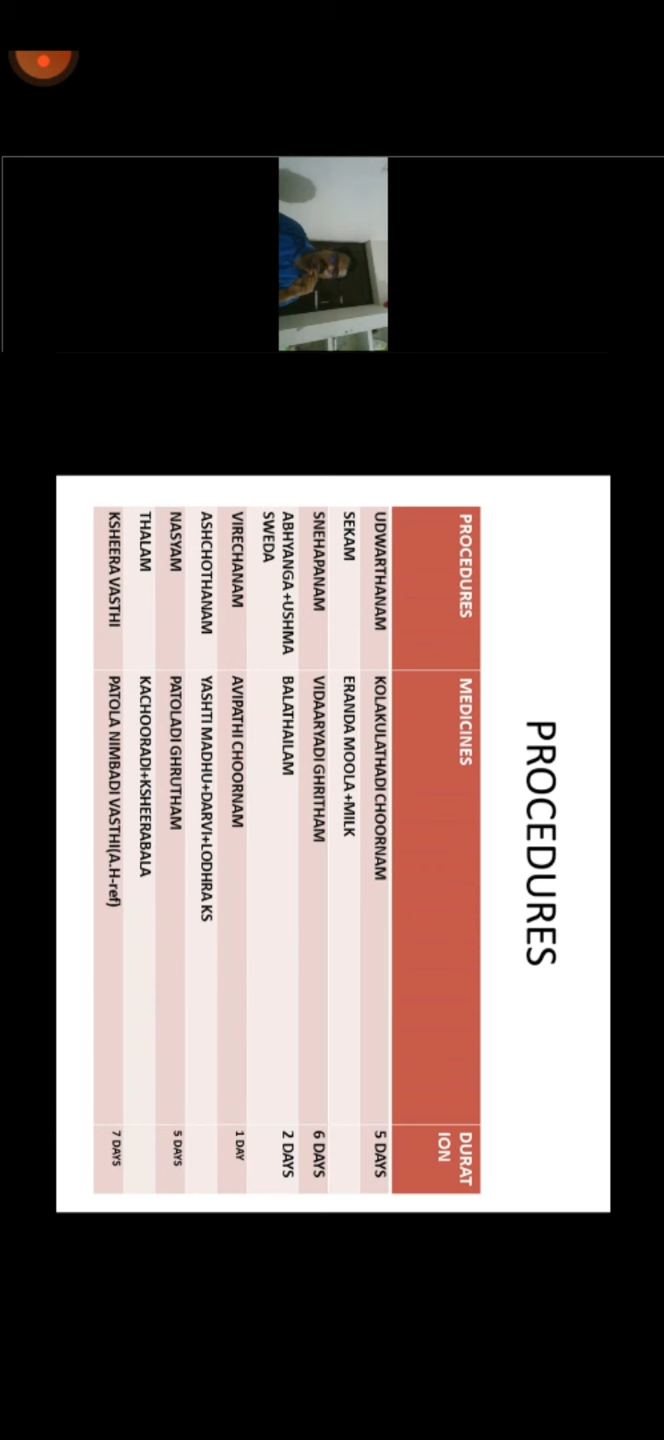 PROCEDURES
PROCEDURES MEDICINES DURAT
ION
UDWARTHANAM KOLAKULATHADI CHOORNAM 5 DAYS
SEKAM ERANDA MOOLA +MILK
SNEHAPANAM VIDAARYADI GHRITHAM 6 DAYS
ABHYANGA +USHMA BALATHAILAM 2 DAYS
SWEDA
VIRECHANAM AVIPATHI CHOORNAM 1 DAY
ASHCHOTHANAM YASHTI MADHU+DARVI+LODHRA KS
NASYAM PATOLADI GHRUTHAM 5 DAYS
THALAM KACHOORADI+KSHEERABALA
KSHEERA VASTHI PATOLA NIMBADI VASTHI(A.H-ref) 7 DAYS